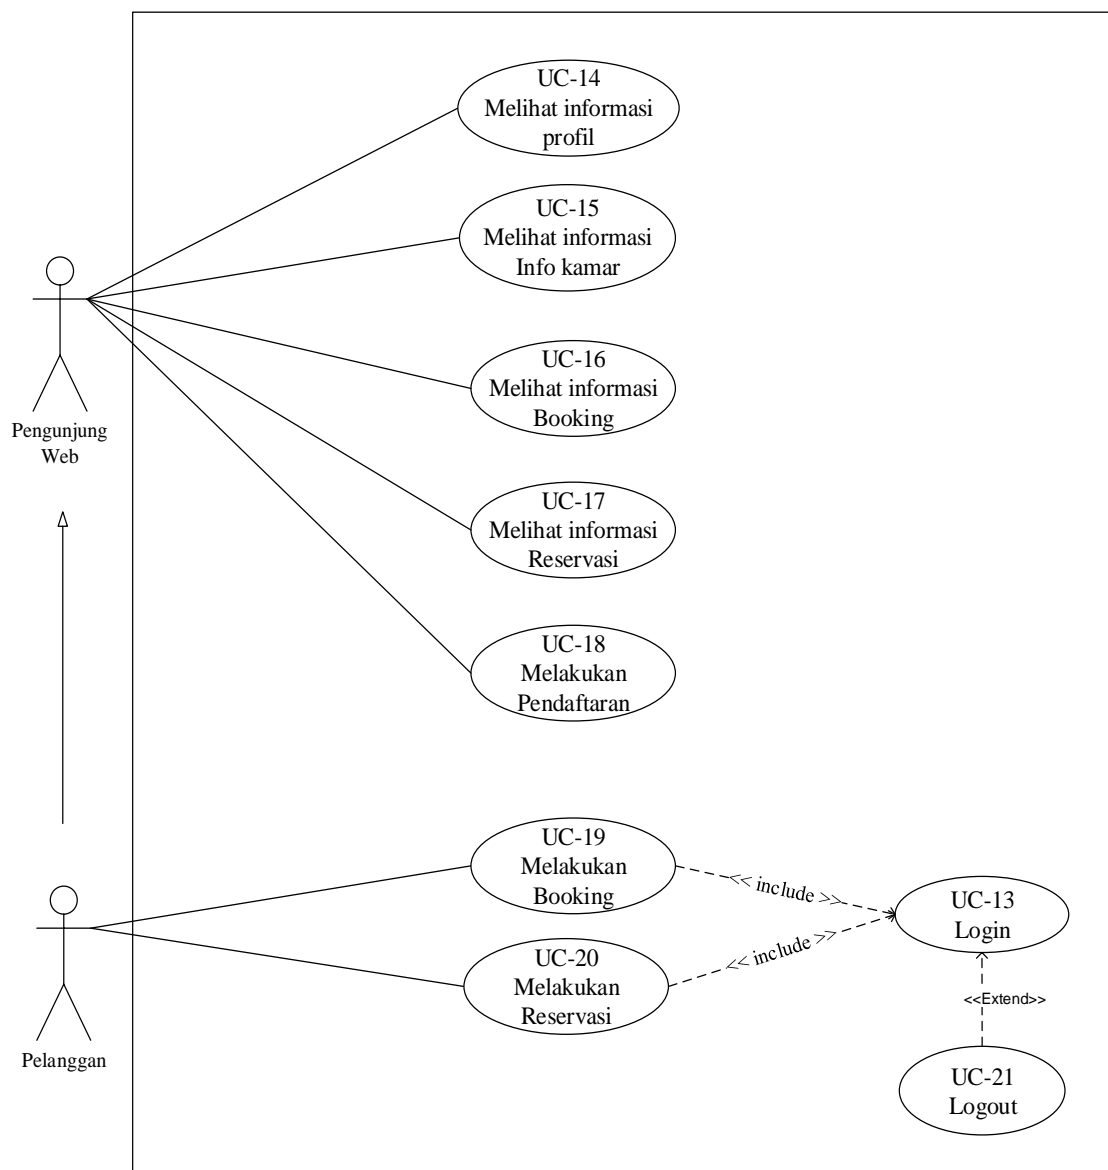 UC-14
Melihat informasi
profil
UC-15
Melihat informasi
Info kamar
UC-16
Melihat informasi
Booking
Pengunjung
Web
UC-17
Melihat informasi
Reservasi
UC-18
Melakukan
Pendaftaran
UC-19
Melakukan
Booking
<< include >>
UC-13
Login
UC-20
Melakukan
Reservasi
<< include >>
<<Extend>>
Pelanggan
UC-21
Logout